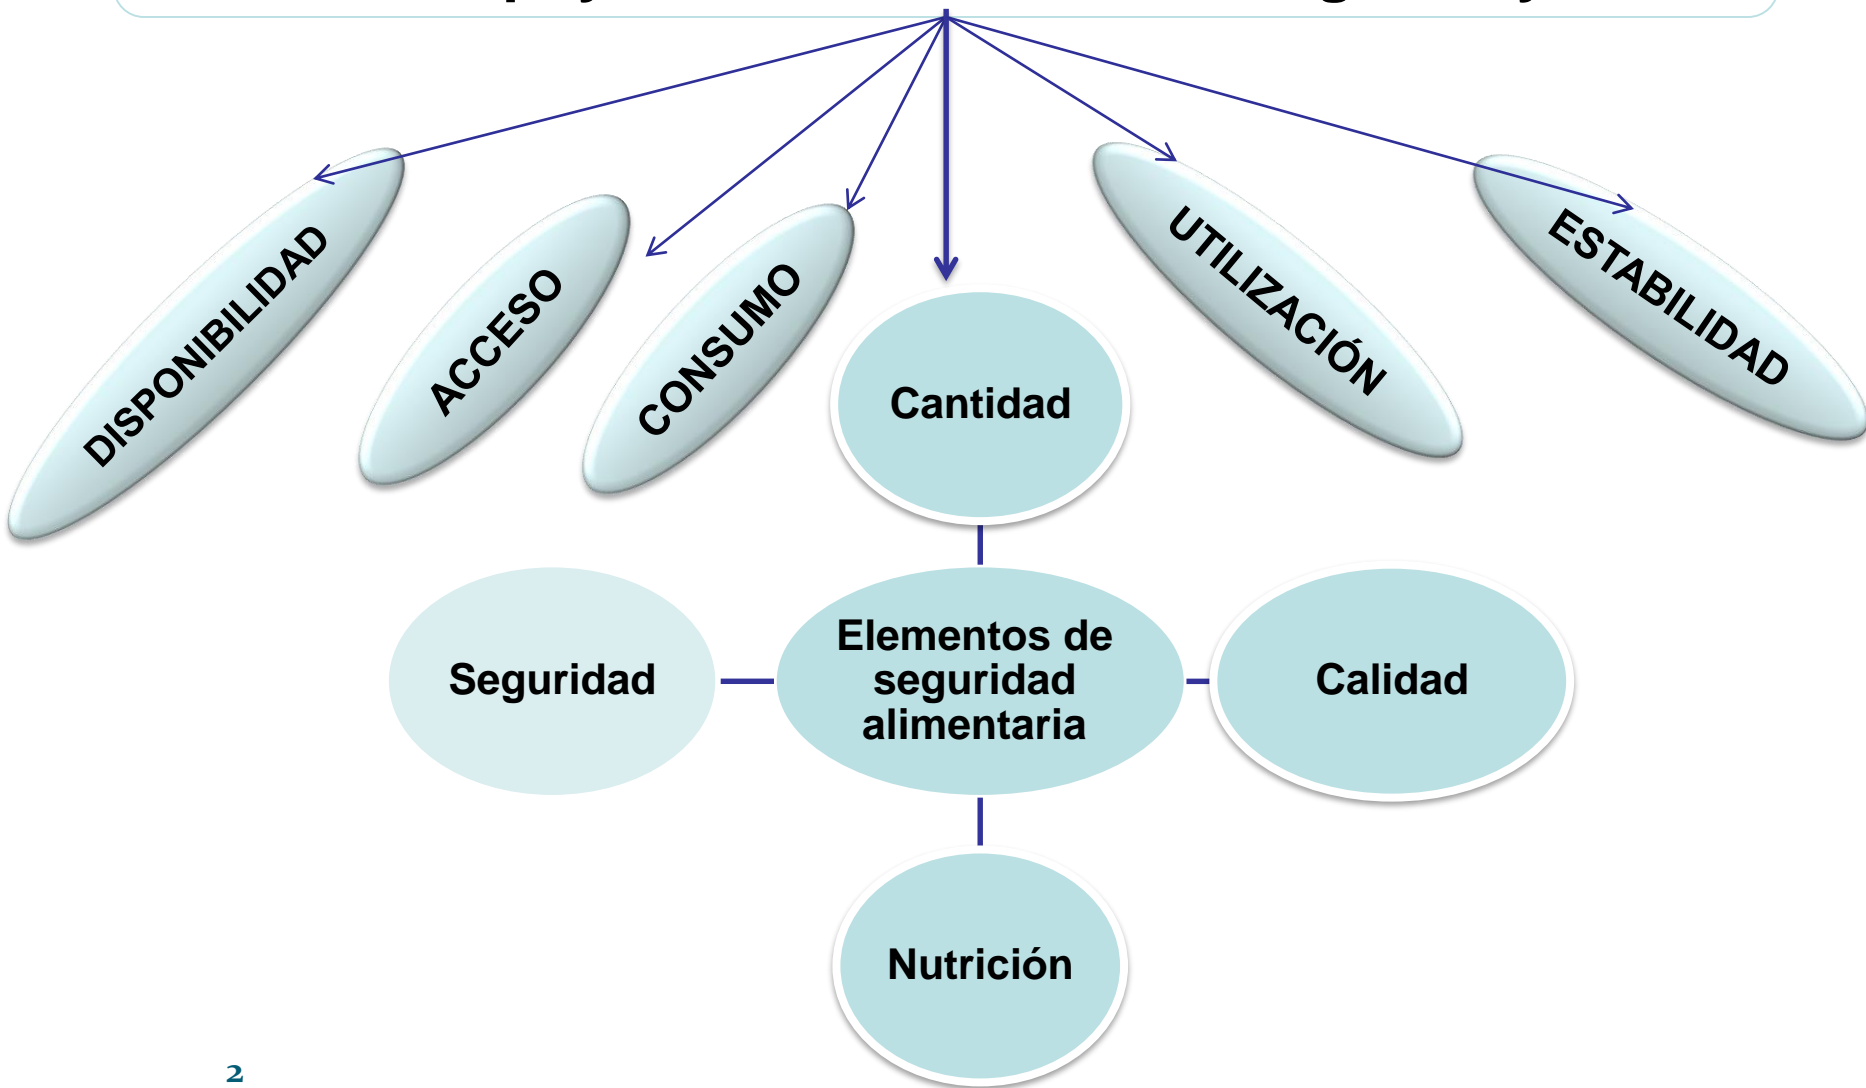 DISPONIBILIDAD
ACCESO
CONSUMO
UTILIZACIÓN
ESTABILIDAD
Cantidad
Seguridad
Elementos de
seguridad
alimentaria
Calidad
Nutrición
2